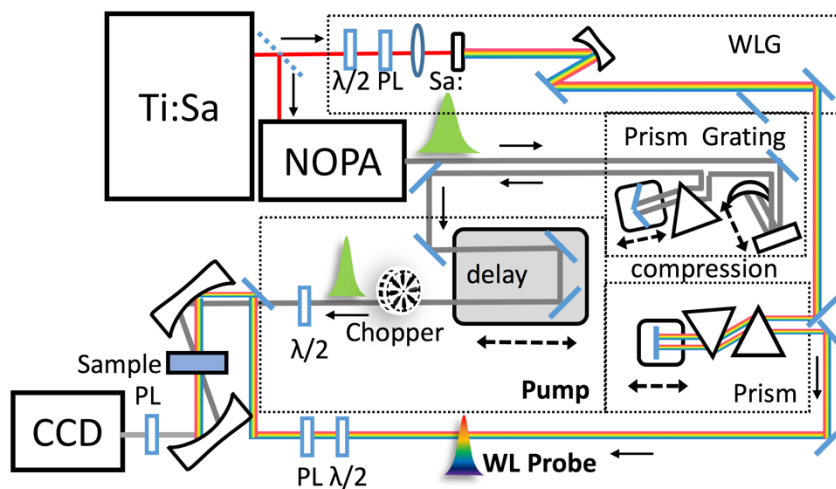 WLG
λ/2 PL Sa:
Ti:Sa
NOPA
Prism Grating
compression
delay
Chopper
λ/2
Sample
PL
CCD
Pump
Prism
PL λ/2
WL Probe